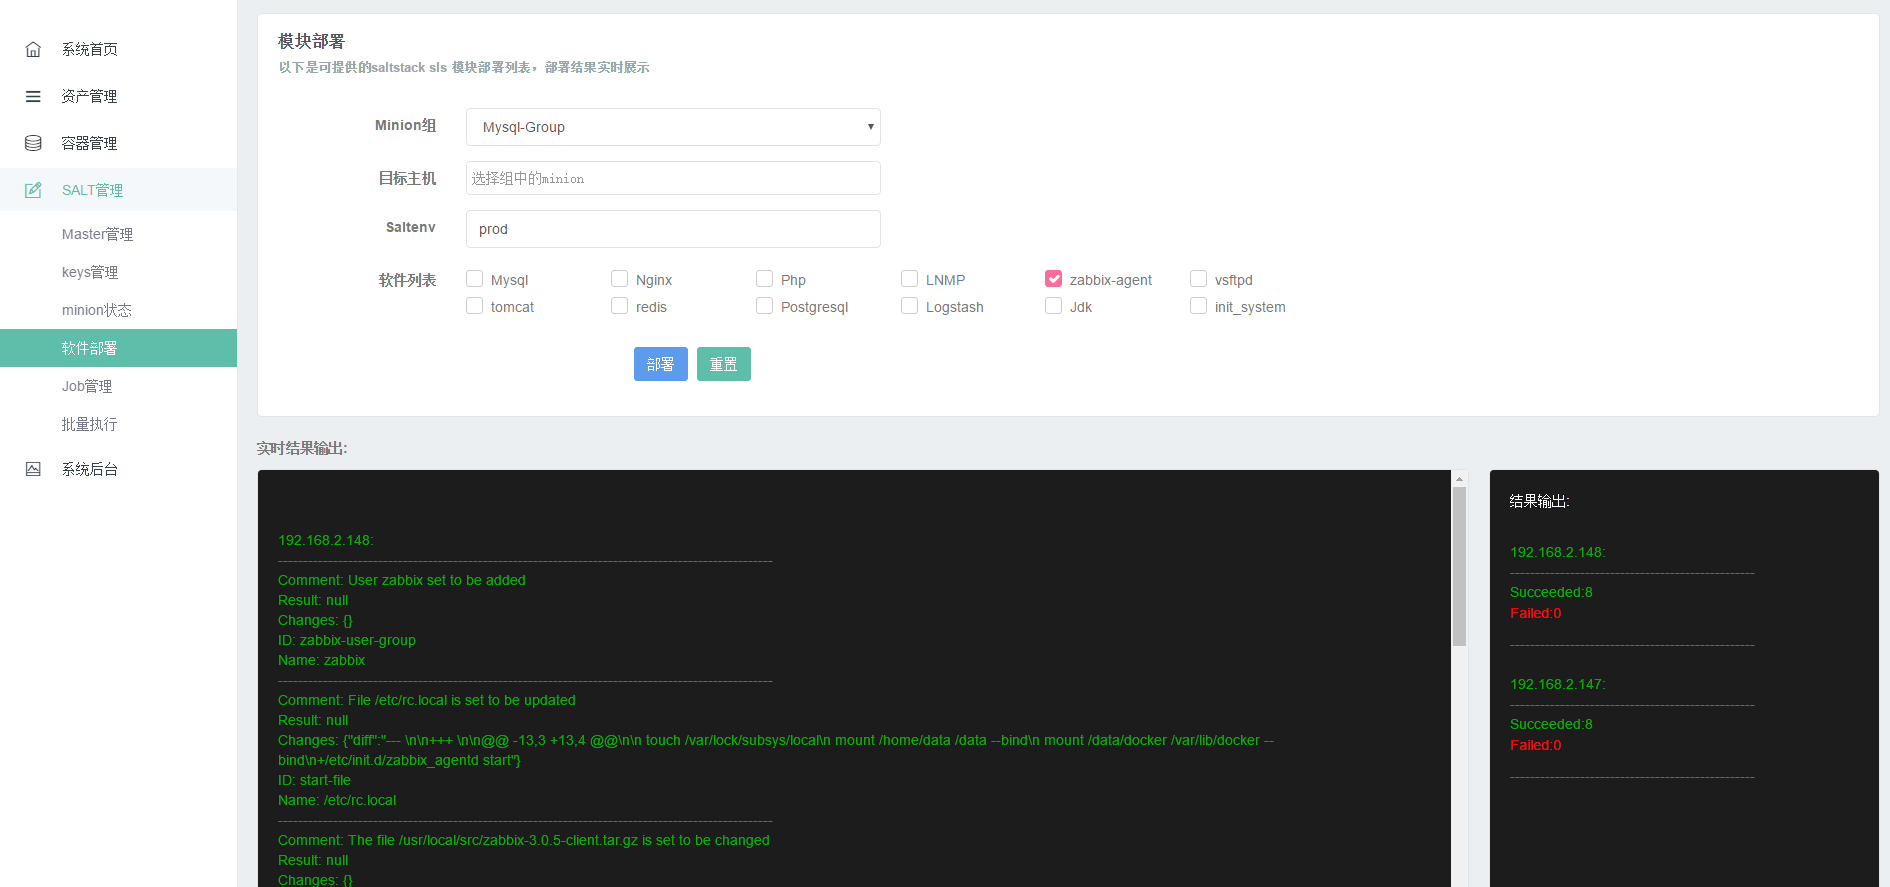 系统首页
资产管理
容器管理
SALT管理
Master管理
keys管理
minion状态
软件部署
Job管理
批量执行
系统后台
模块部署
以下是可提供的saltstack sls 模块部署列表，部署结果实时展示
Minion组
Mysql-Group
目标主机
选择组中的minion
Saltenv
prod
软件列表
Mysql Nginx Php LNMP zabbix-agent vsftpd
tomcat redis Postgresql Logstash Jdk init_system
部署 重置
实时结果输出:
192.168.2.148:
----------------------------------------------------------------------------------------------------
Comment: User zabbix set to be added
Result: null
Changes: {}
ID: zabbix-user-group
Name: zabbix
----------------------------------------------------------------------------------------------------
Comment: File /etc/rc.local is set to be updated
Result: null
Changes: {"diff":"--- \n\n+++ \n\n@@ -13,3 +13,4 @@\n\n touch /var/lock/subsys/local\n mount /home/data /data --bind\n mount /data/docker /var/lib/docker --
bind\n+/etc/init.d/zabbix_agentd start"}
ID: start-file
Name: /etc/rc.local
----------------------------------------------------------------------------------------------------
Comment: The file /usr/local/src/zabbix-3.0.5-client.tar.gz is set to be changed
Result: null
Changes: {}
结果输出:
192.168.2.148:
--------------------------------------------------
Succeeded:8
Failed:0
--------------------------------------------------
192.168.2.147:
--------------------------------------------------
Succeeded:8
Failed:0
--------------------------------------------------